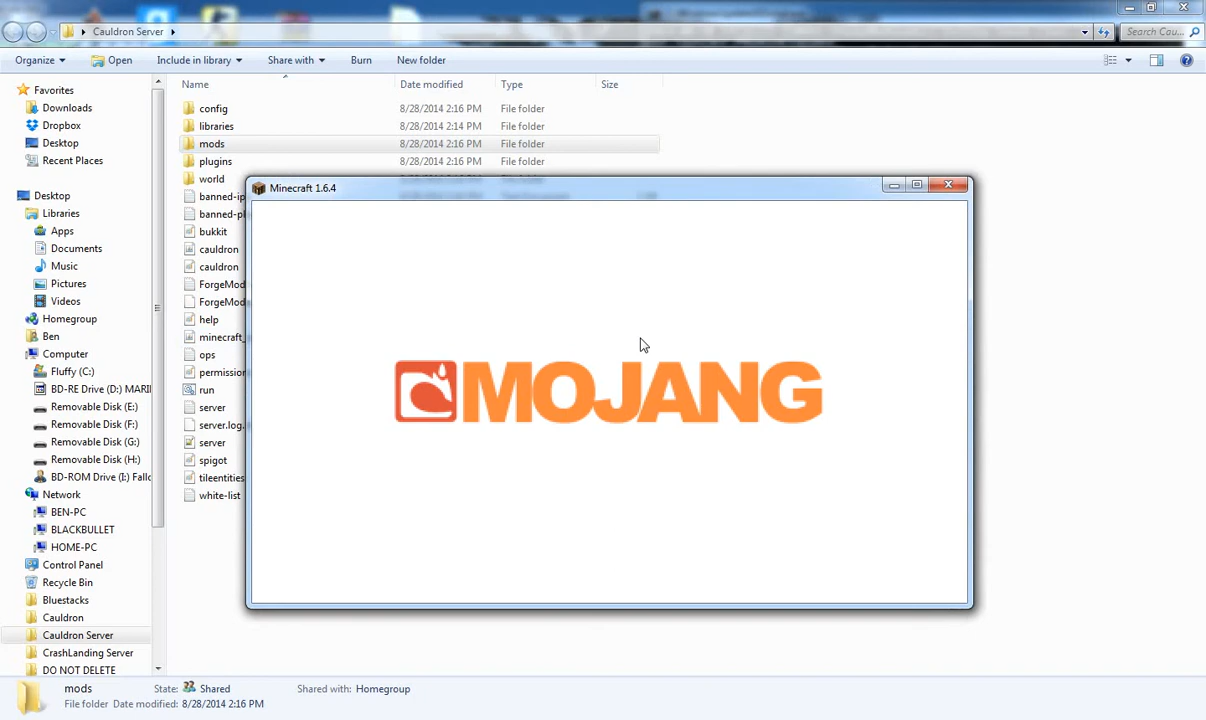 Cauldron Server
Search Cau...
Organize
Open
Include in library
Share with
Burn
New folder
Name
Date modified
Type
Size
Favorites
Downloads
Dropbox
Desktop
Recent Places
Desktop
Libraries
Apps
Documents
Music
Pictures
Videos
Homegroup
Ben
Computer
Fluffy (C:)
BD-RE Drive (D:) MARI
Removable Disk (E:)
Removable Disk (F:)
Removable Disk (G:)
Removable Disk (H:)
BD-ROM Drive (I:) Fallo
Network
BEN-PC
BLACKBULLET
HOME-PC
Control Panel
Recycle Bin
Bluestacks
Cauldron
Cauldron Server
CrashLanding Server
DO NOT DELETE
config 8/28/2014 2:16 PM File folder
libraries 8/28/2014 2:14 PM File folder
mods 8/28/2014 2:16 PM File folder
plugins 8/28/2014 2:16 PM File folder
world
banned-ip
banned-pl
bukkit
cauldron
cauldron
ForgeMod
ForgeMod
help
minecraft_
ops
permission
run
server
server.log.
server
spigot
tileentities
white-list
Minecraft 1.6.4
MOJANG
mods State: Shared Shared with: Homegroup
File folder Date modified: 8/28/2014 2:16 PM